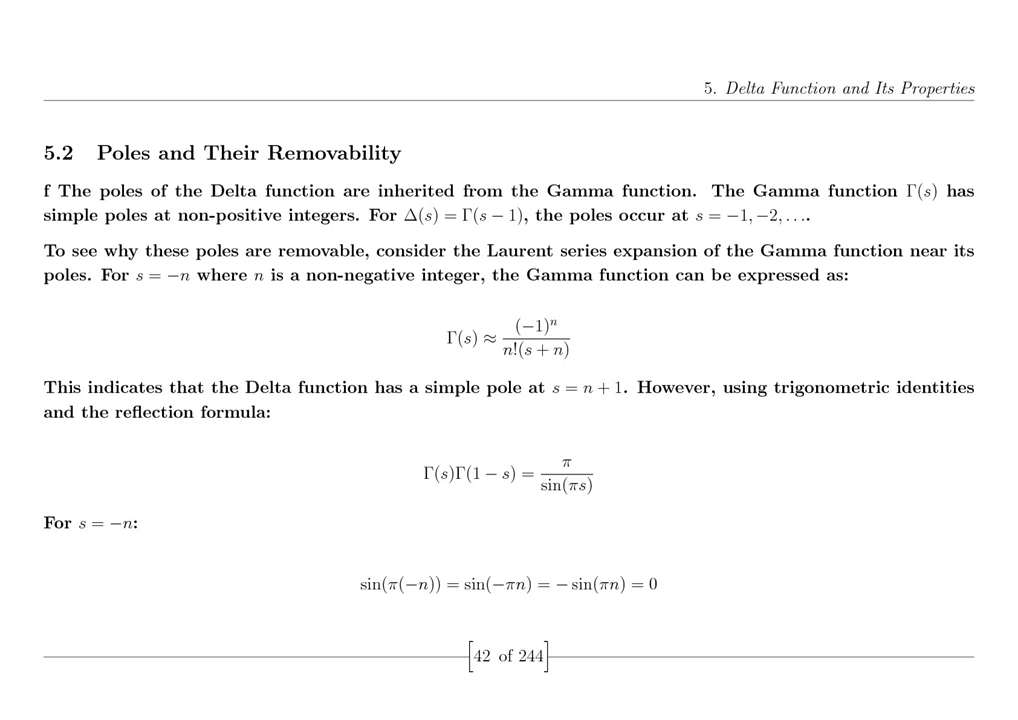 5. Delta Function and Its Properties
5.2 Poles and Their Removability
f The poles of the Delta function are inherited from the Gamma function. The Gamma function Γ(s) has
simple poles at non-positive integers. For Δ(s) = Γ(s − 1), the poles occur at s = −1, −2, . . ..
To see why these poles are removable, consider the Laurent series expansion of the Gamma function near its
poles. For s = −n where n is a non-negative integer, the Gamma function can be expressed as:
Γ(s) ≈ (−1)^n / n!(s + n)
This indicates that the Delta function has a simple pole at s = n + 1. However, using trigonometric identities
and the reflection formula:
Γ(s)Γ(1 − s) = π / sin(πs)
For s = −n:
sin(π(−n)) = sin(−πn) = − sin(πn) = 0
[42 of 244]